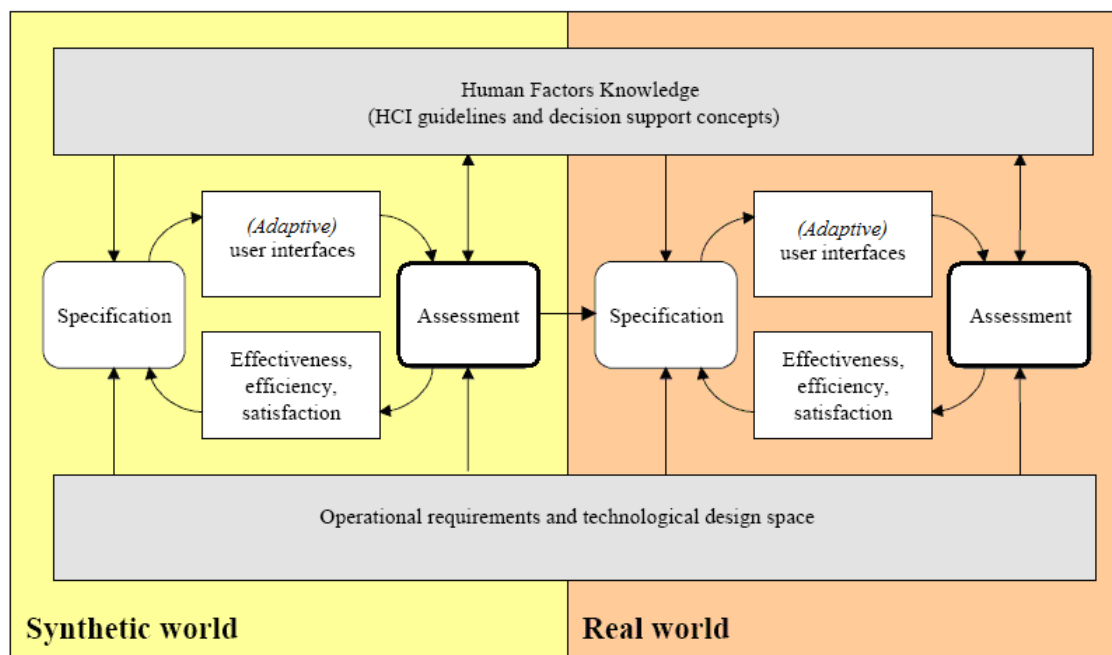 Human Factors Knowledge
(HCI guidelines and decision support concepts)
(Adaptive)
user interfaces
Specification
Assessment
Effectiveness,
efficiency,
satisfaction
(Adaptive)
user interfaces
Specification
Assessment
Effectiveness,
efficiency,
satisfaction
Operational requirements and technological design space
Synthetic world
Real world